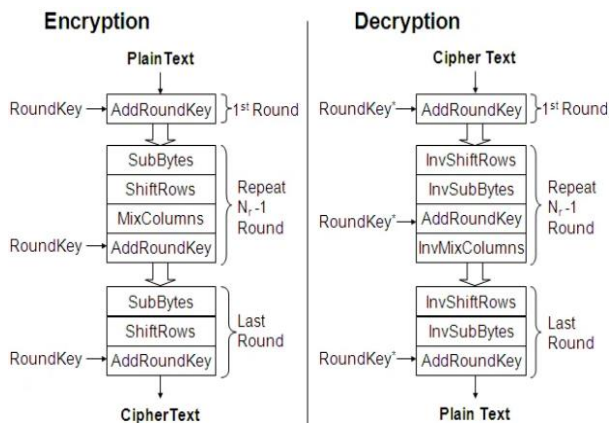 Encryption
PlainText
RoundKey
AddRoundKey
1st Round
SubBytes
ShiftRows
MixColumns
RoundKey
AddRoundKey
Repeat
Nr-1
Round
SubBytes
ShiftRows
RoundKey
AddRoundKey
Last
Round
CipherText
Decryption
Cipher Text
RoundKey*
AddRoundKey
1st Round
InvShiftRows
InvSubBytes
RoundKey*
AddRoundKey
InvMixColumns
Repeat
Nr-1
Round
InvShiftRows
InvSubBytes
RoundKey*
AddRoundKey
Last
Round
Plain Text